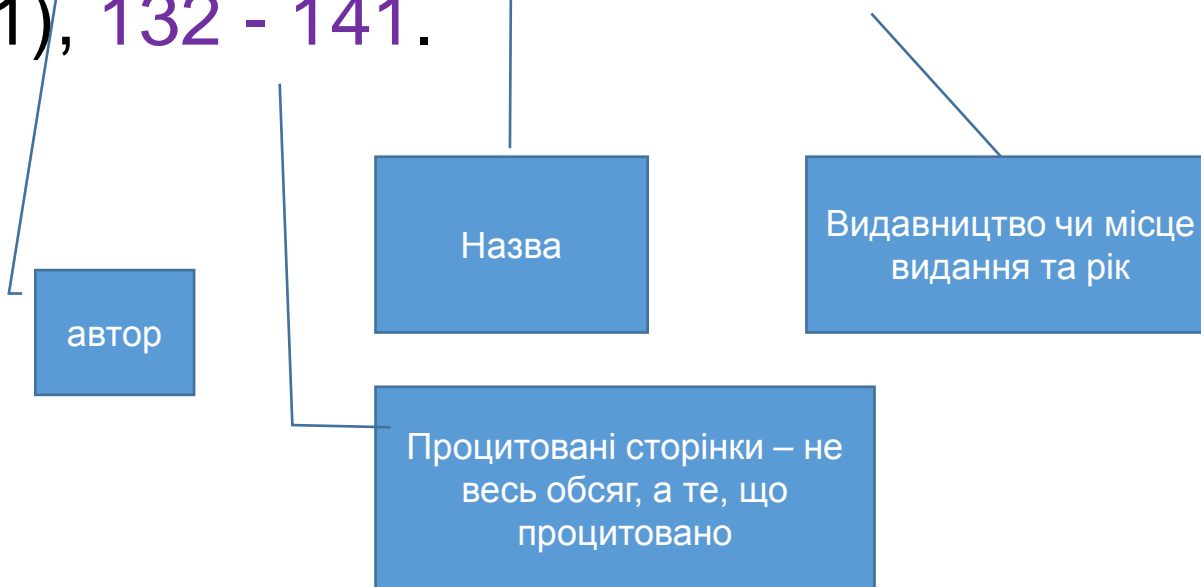 1), 132 - 141.
Назва
Видавництво чи місце
видання та рік
автор
Процитовані сторінки – не
весь обсяг, а те, що
процитовано